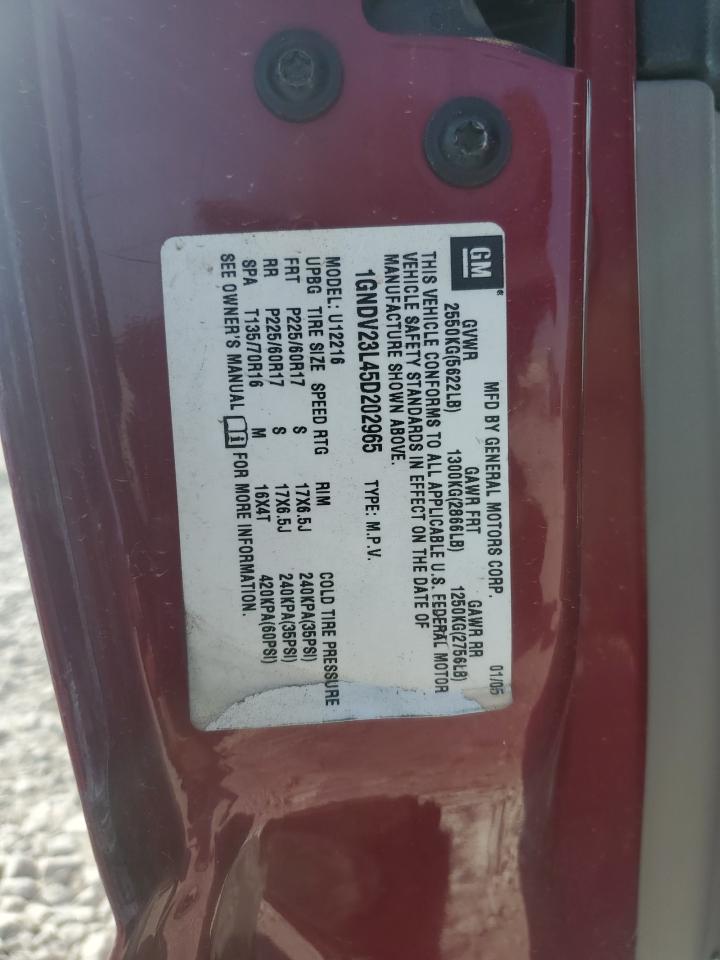 GM®
MFD BY GENERAL MOTORS CORP. 01/05
GVWR GAWR FRT GAWR RR
2550KG(5622LB) 1300KG(2866LB) 1250KG(2756LB)
THIS VEHICLE CONFORMS TO ALL APPLICABLE U.S. FEDERAL MOTOR
VEHICLE SAFETY STANDARDS IN EFFECT ON THE DATE OF
MANUFACTURE SHOWN ABOVE.
1GNDV23L45D202965 TYPE: M.P.V.
MODEL: U12216
UPBG TIRE SIZE SPEED RTG RIM COLD TIRE PRESSURE
FRT P225/60R17 S 17X6.5J 240KPA(35PSI)
RR P225/60R17 S 17X6.5J 240KPA(35PSI)
SPA T135/70R16 M 16X4T 420KPA(60PSI)
SEE OWNER'S MANUAL i FOR MORE INFORMATION.